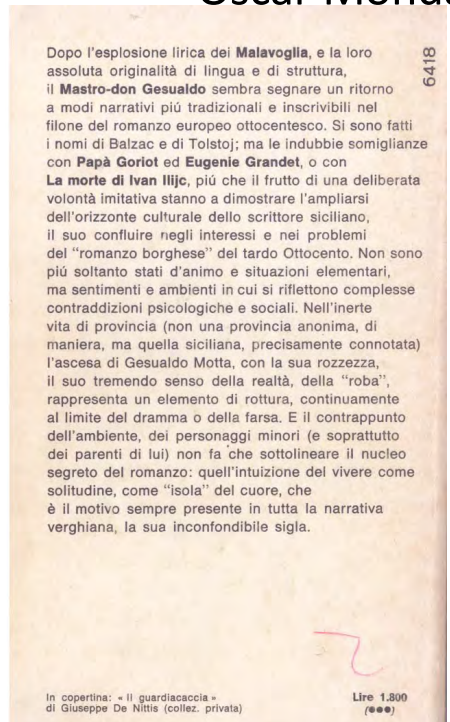 Dopo l'esplosione lirica dei Malavoglia, e la loro
assoluta originalità di lingua e di struttura,
il Mastro-don Gesualdo sembra segnare un ritorno
a modi narrativi piú tradizionali e inscrivibili nel
filone del romanzo europeo ottocentesco. Si sono fatti
i nomi di Balzac e di Tolstoj; ma le indubbie somiglianze
con Papà Goriot ed Eugenie Grandet, o con
La morte di Ivan Ilijc, piú che il frutto di una deliberata
volontà imitativa stanno a dimostrare l'ampliarsi
dell'orizzonte culturale dello scrittore siciliano,
il suo confluire negli interessi e nei problemi
del "romanzo borghese" del tardo Ottocento. Non sono
piú soltanto stati d'animo e situazioni elementari,
ma sentimenti e ambienti in cui si riflettono complesse
contraddizioni psicologiche e sociali. Nell'inerte
vita di provincia (non una provincia anonima, di
maniera, ma quella siciliana, precisamente connotata)
l'ascesa di Gesualdo Motta, con la sua rozzezza,
il suo tremendo senso della realtà, della "roba",
rappresenta un elemento di rottura, continuamente
al limite del dramma o della farsa. E il contrappunto
dell'ambiente, dei personaggi minori (e soprattutto
dei parenti di lui) non fa che sottolineare il nucleo
segreto del romanzo: quell'intuizione del vivere come
solitudine, come "isola" del cuore, che
è il motivo sempre presente in tutta la narrativa
verghiana, la sua inconfondibile sigla.
6418
In copertina: « Il guardiacaccia »
di Giuseppe De Nittis (collez. privata)
Lire 1.800
(●●●)